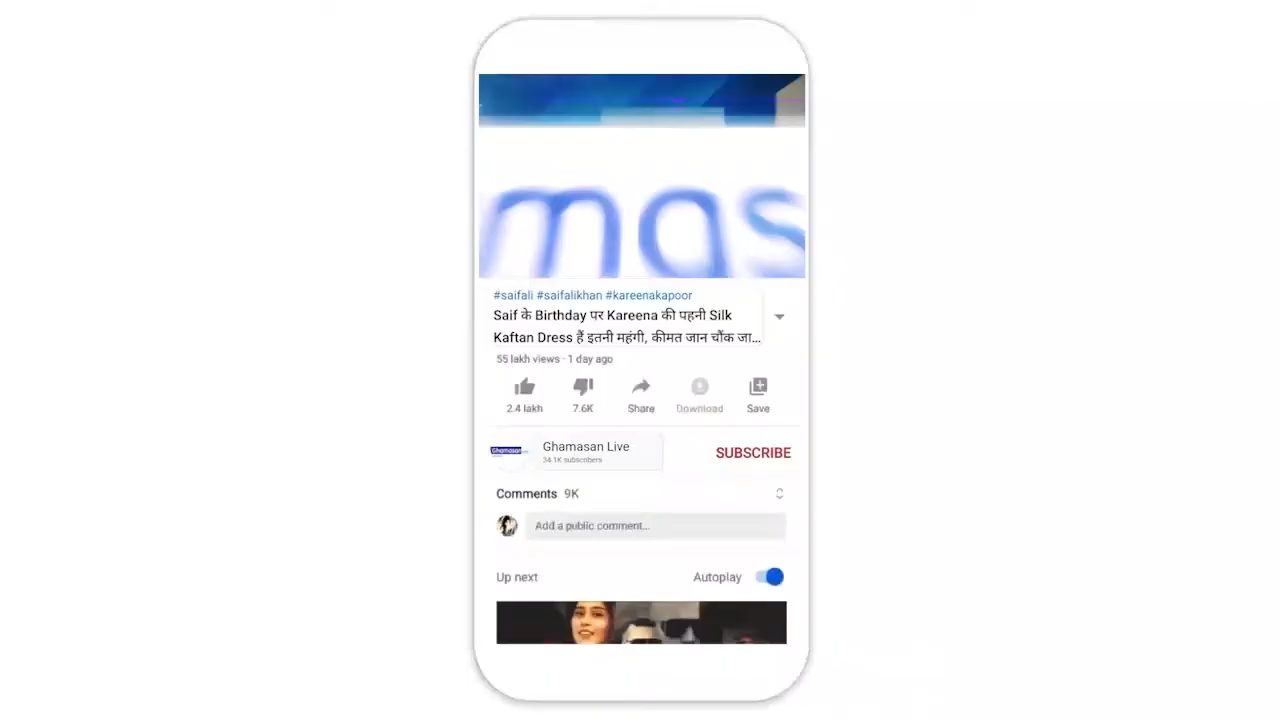 mas
#saifali #saifalikhan #kareenakapoor
Saif के Birthday पर Kareena की पहनी Silk
Kaftan Dress हैं इतनी महंगी, कीमत जान चौंक जा...
55 lakh views · 1 day ago
2.4 lakh 7.6K Share Download Save
Ghamasan
Ghamasan Live
34.1K subscribers
SUBSCRIBE
Comments 9K
Add a public comment...
Up next Autoplay